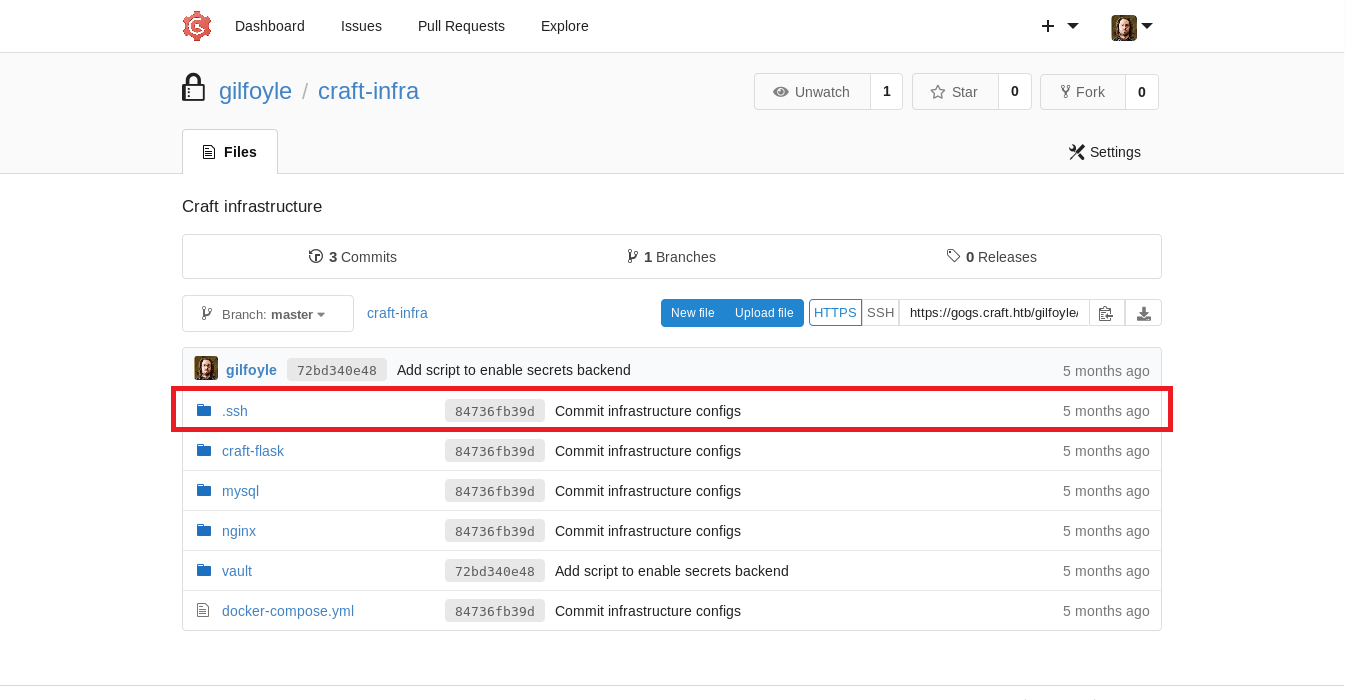 Dashboard Issues Pull Requests Explore
gilfoyle / craft-infra Unwatch 1 Star 0 Fork 0
Files Settings
Craft infrastructure
3 Commits 1 Branches 0 Releases
Branch: master craft-infra New file Upload file HTTPS SSH https://gogs.craft.htb/gilfoyle/
gilfoyle 72bd340e48 Add script to enable secrets backend 5 months ago
.ssh 84736fb39d Commit infrastructure configs 5 months ago
craft-flask 84736fb39d Commit infrastructure configs 5 months ago
mysql 84736fb39d Commit infrastructure configs 5 months ago
nginx 84736fb39d Commit infrastructure configs 5 months ago
vault 72bd340e48 Add script to enable secrets backend 5 months ago
docker-compose.yml 84736fb39d Commit infrastructure configs 5 months ago